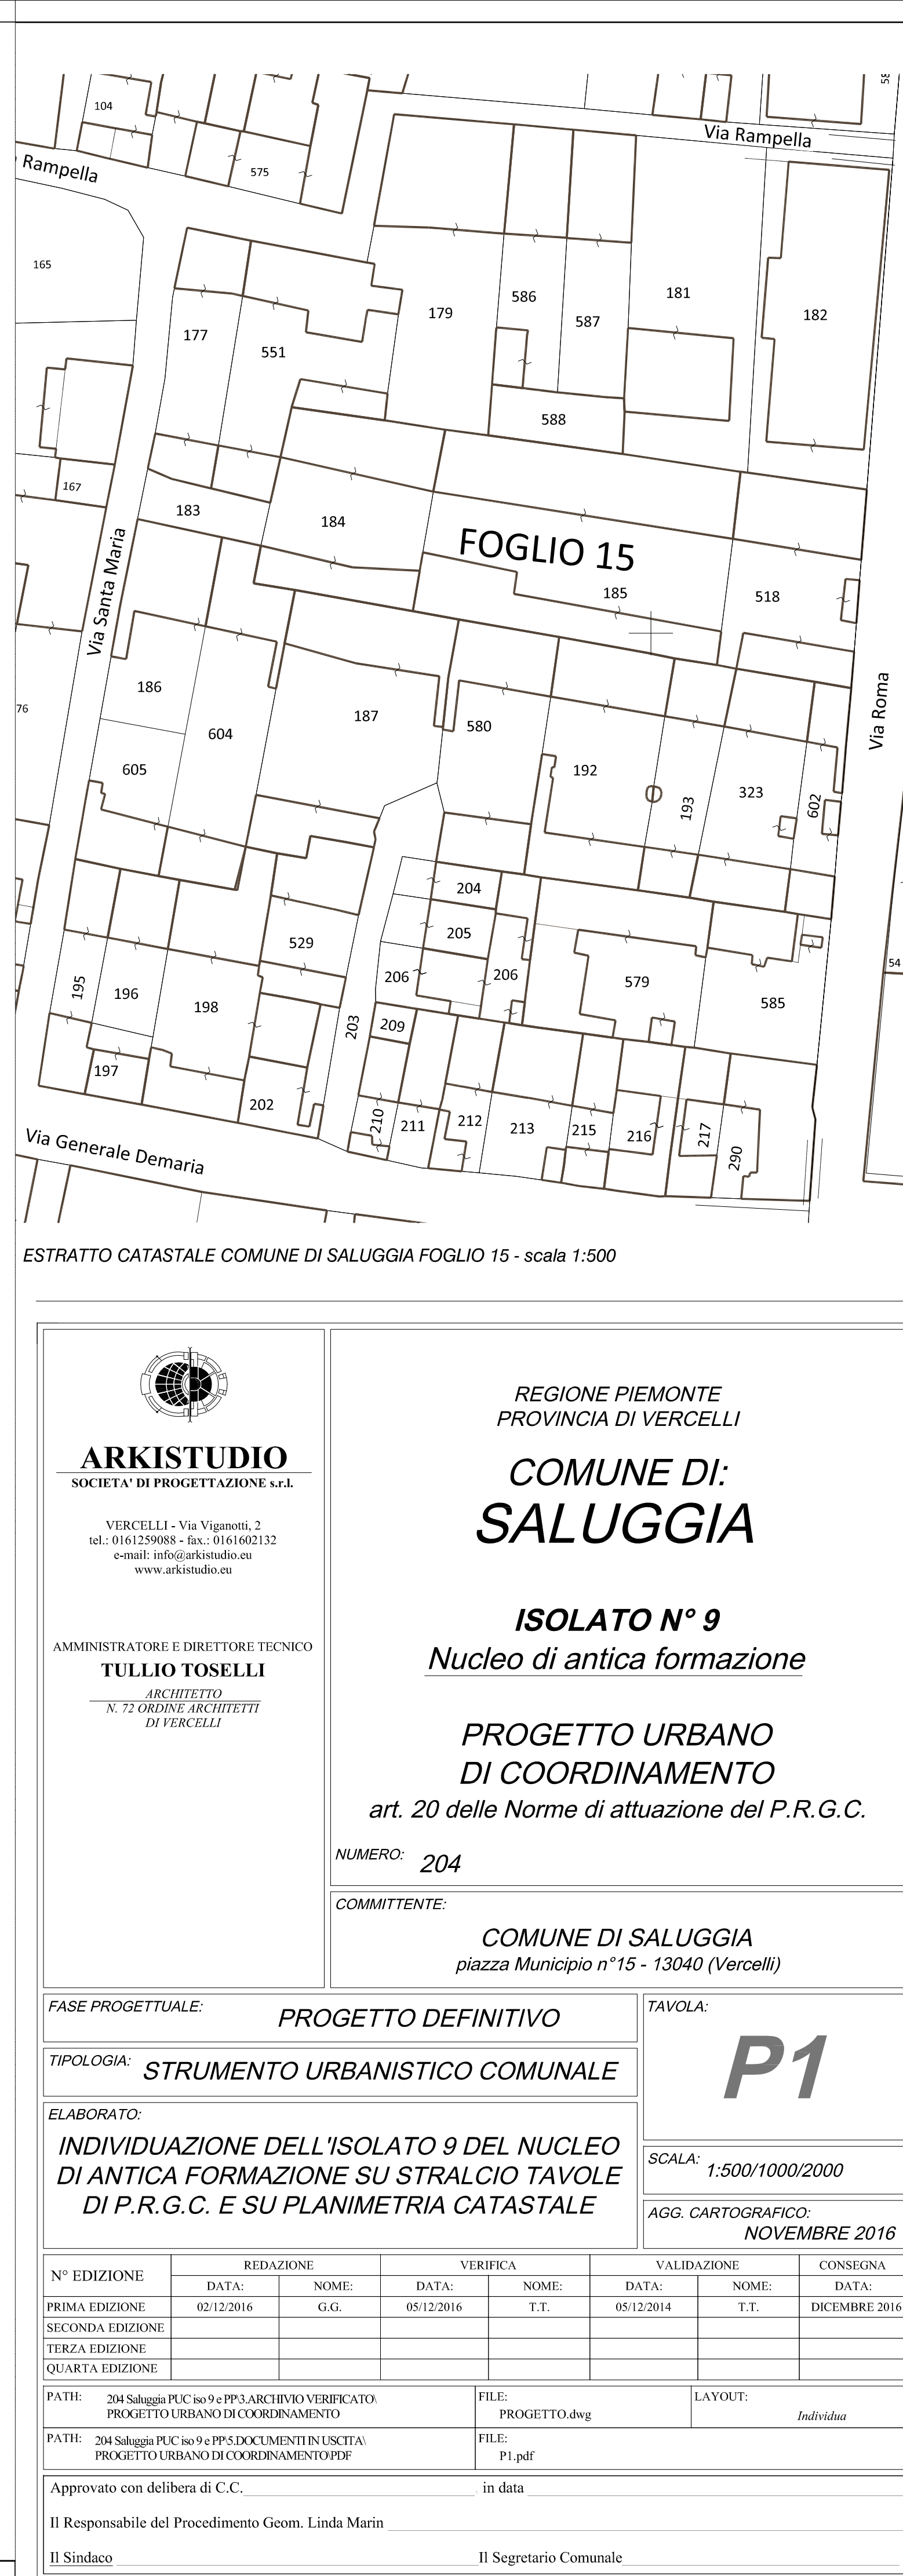 104
575
Rampella
Via Rampella
165
177
551
179
586
587
181
182
588
167
183
184
FOGLIO 15
185
518
Via Santa Maria
186
604
187
580
192
193
323
602
Via Roma
76
605
204
205
206
206
529
195
196
198
579
585
54
203
209
197
202
210
211
212
213
215
216
217
290
Via Generale Demaria
ESTRATTO CATASTALE COMUNE DI SALUGGIA FOGLIO 15 - scala 1:500
ARKISTUDIO
SOCIETA' DI PROGETTAZIONE s.r.l.
VERCELLI - Via Viganotti, 2
tel.: 0161259088 - fax.: 0161602132
e-mail: info@arkistudio.eu
www.arkistudio.eu
AMMINISTRATORE E DIRETTORE TECNICO
TULLIO TOSELLI
ARCHITETTO
N. 72 ORDINE ARCHITETTI
DI VERCELLI
REGIONE PIEMONTE
PROVINCIA DI VERCELLI
COMUNE DI:
SALUGGIA
ISOLATO N° 9
Nucleo di antica formazione
PROGETTO URBANO
DI COORDINAMENTO
art. 20 delle Norme di attuazione del P.R.G.C.
NUMERO: 204
COMMITTENTE:
COMUNE DI SALUGGIA
piazza Municipio n°15 - 13040 (Vercelli)
FASE PROGETTUALE: PROGETTO DEFINITIVO
TIPOLOGIA: STRUMENTO URBANISTICO COMUNALE
ELABORATO:
INDIVIDUAZIONE DELL'ISOLATO 9 DEL NUCLEO
DI ANTICA FORMAZIONE SU STRALCIO TAVOLE
DI P.R.G.C. E SU PLANIMETRIA CATASTALE
TAVOLA:
P1
SCALA: 1:500/1000/2000
AGG. CARTOGRAFICO:
NOVEMBRE 2016
N° EDIZIONE REDAZIONE VERIFICA VALIDAZIONE CONSEGNA
DATA: NOME: DATA: NOME: DATA: NOME: DATA:
PRIMA EDIZIONE 02/12/2016 G.G. 05/12/2016 T.T. 05/12/2014 T.T. DICEMBRE 2016
SECONDA EDIZIONE
TERZA EDIZIONE
QUARTA EDIZIONE
PATH: 204 Saluggia PUC iso 9 e PP\3.ARCHIVIO VERIFICATO\
PROGETTO URBANO DI COORDINAMENTO
FILE:
PROGETTO.dwg
LAYOUT:
Individua
PATH: 204 Saluggia PUC iso 9 e PP\5.DOCUMENTI IN USCITA\
PROGETTO URBANO DI COORDINAMENTO\PDF
FILE:
P1.pdf
Approvato con delibera di C.C. in data
Il Responsabile del Procedimento Geom. Linda Marin
Il Sindaco Il Segretario Comunale